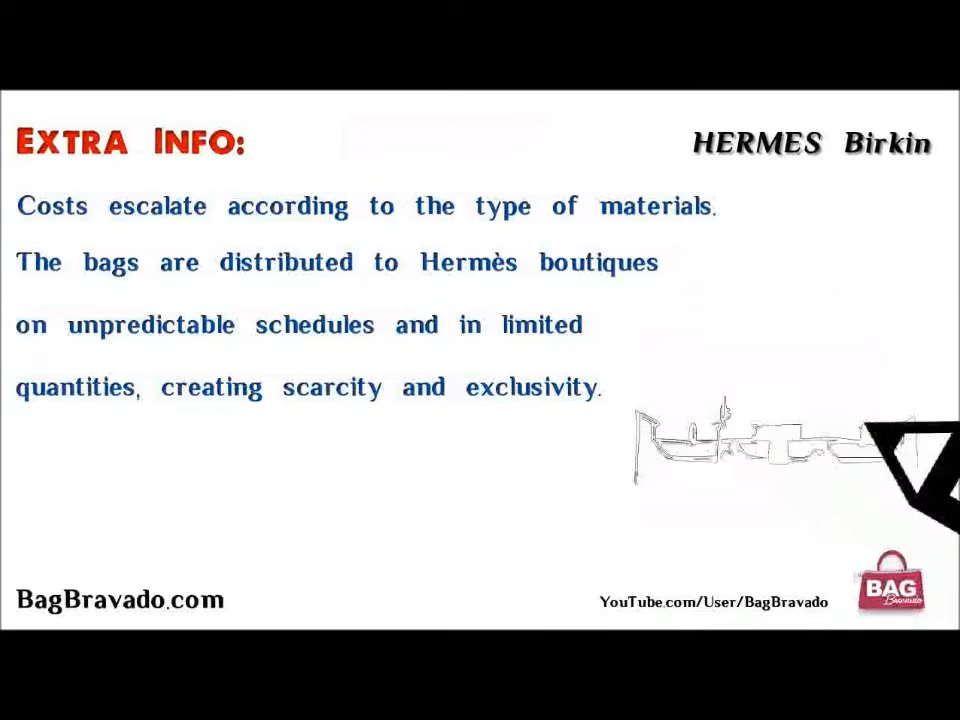 EXTRA INFO:
HERMES Birkin
Costs escalate according to the type of materials.
The bags are distributed to Hermès boutiques
on unpredictable schedules and in limited
quantities, creating scarcity and exclusivity.
BagBravado.com
YouTube.com/User/BagBravado
BAG
Bravado